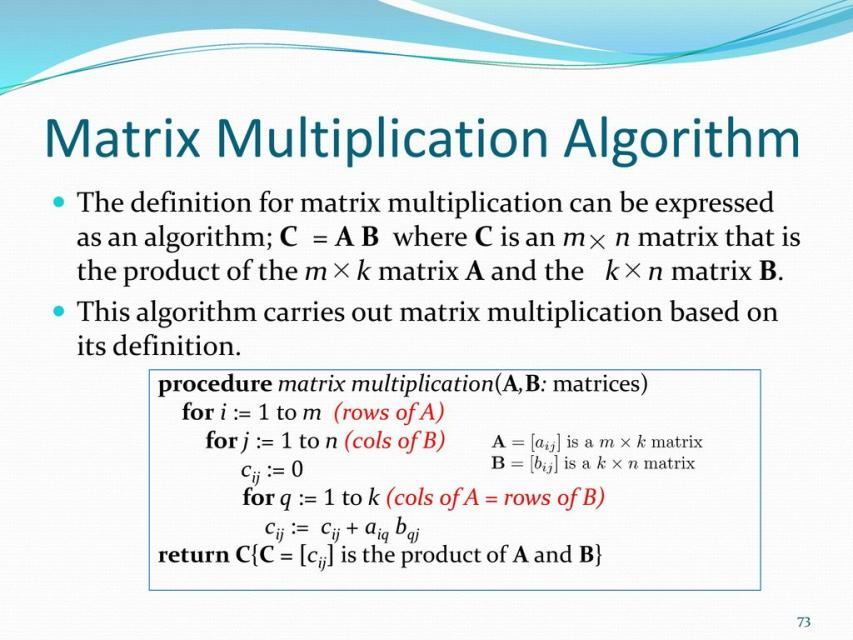 Matrix Multiplication Algorithm
• The definition for matrix multiplication can be expressed
as an algorithm; C = A B where C is an m × n matrix that is
the product of the m × k matrix A and the k × n matrix B.
• This algorithm carries out matrix multiplication based on
its definition.
procedure matrix multiplication(A,B: matrices)
for i := 1 to m (rows of A)
for j := 1 to n (cols of B)
A = [aij] is a m × k matrix
B = [bij] is a k × n matrix
cij := 0
for q := 1 to k (cols of A = rows of B)
cij := cij + aiq bqj
return C{C = [cij] is the product of A and B}
73